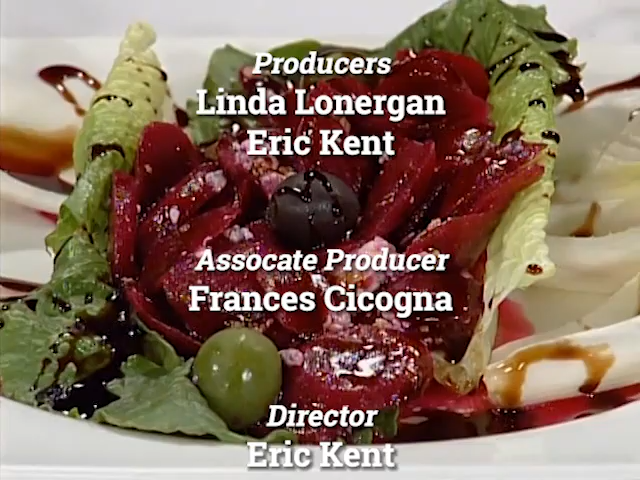 Producers
Linda Lonergan
Eric Kent
Assocate Producer
Frances Cicogna
Director
Eric Kent